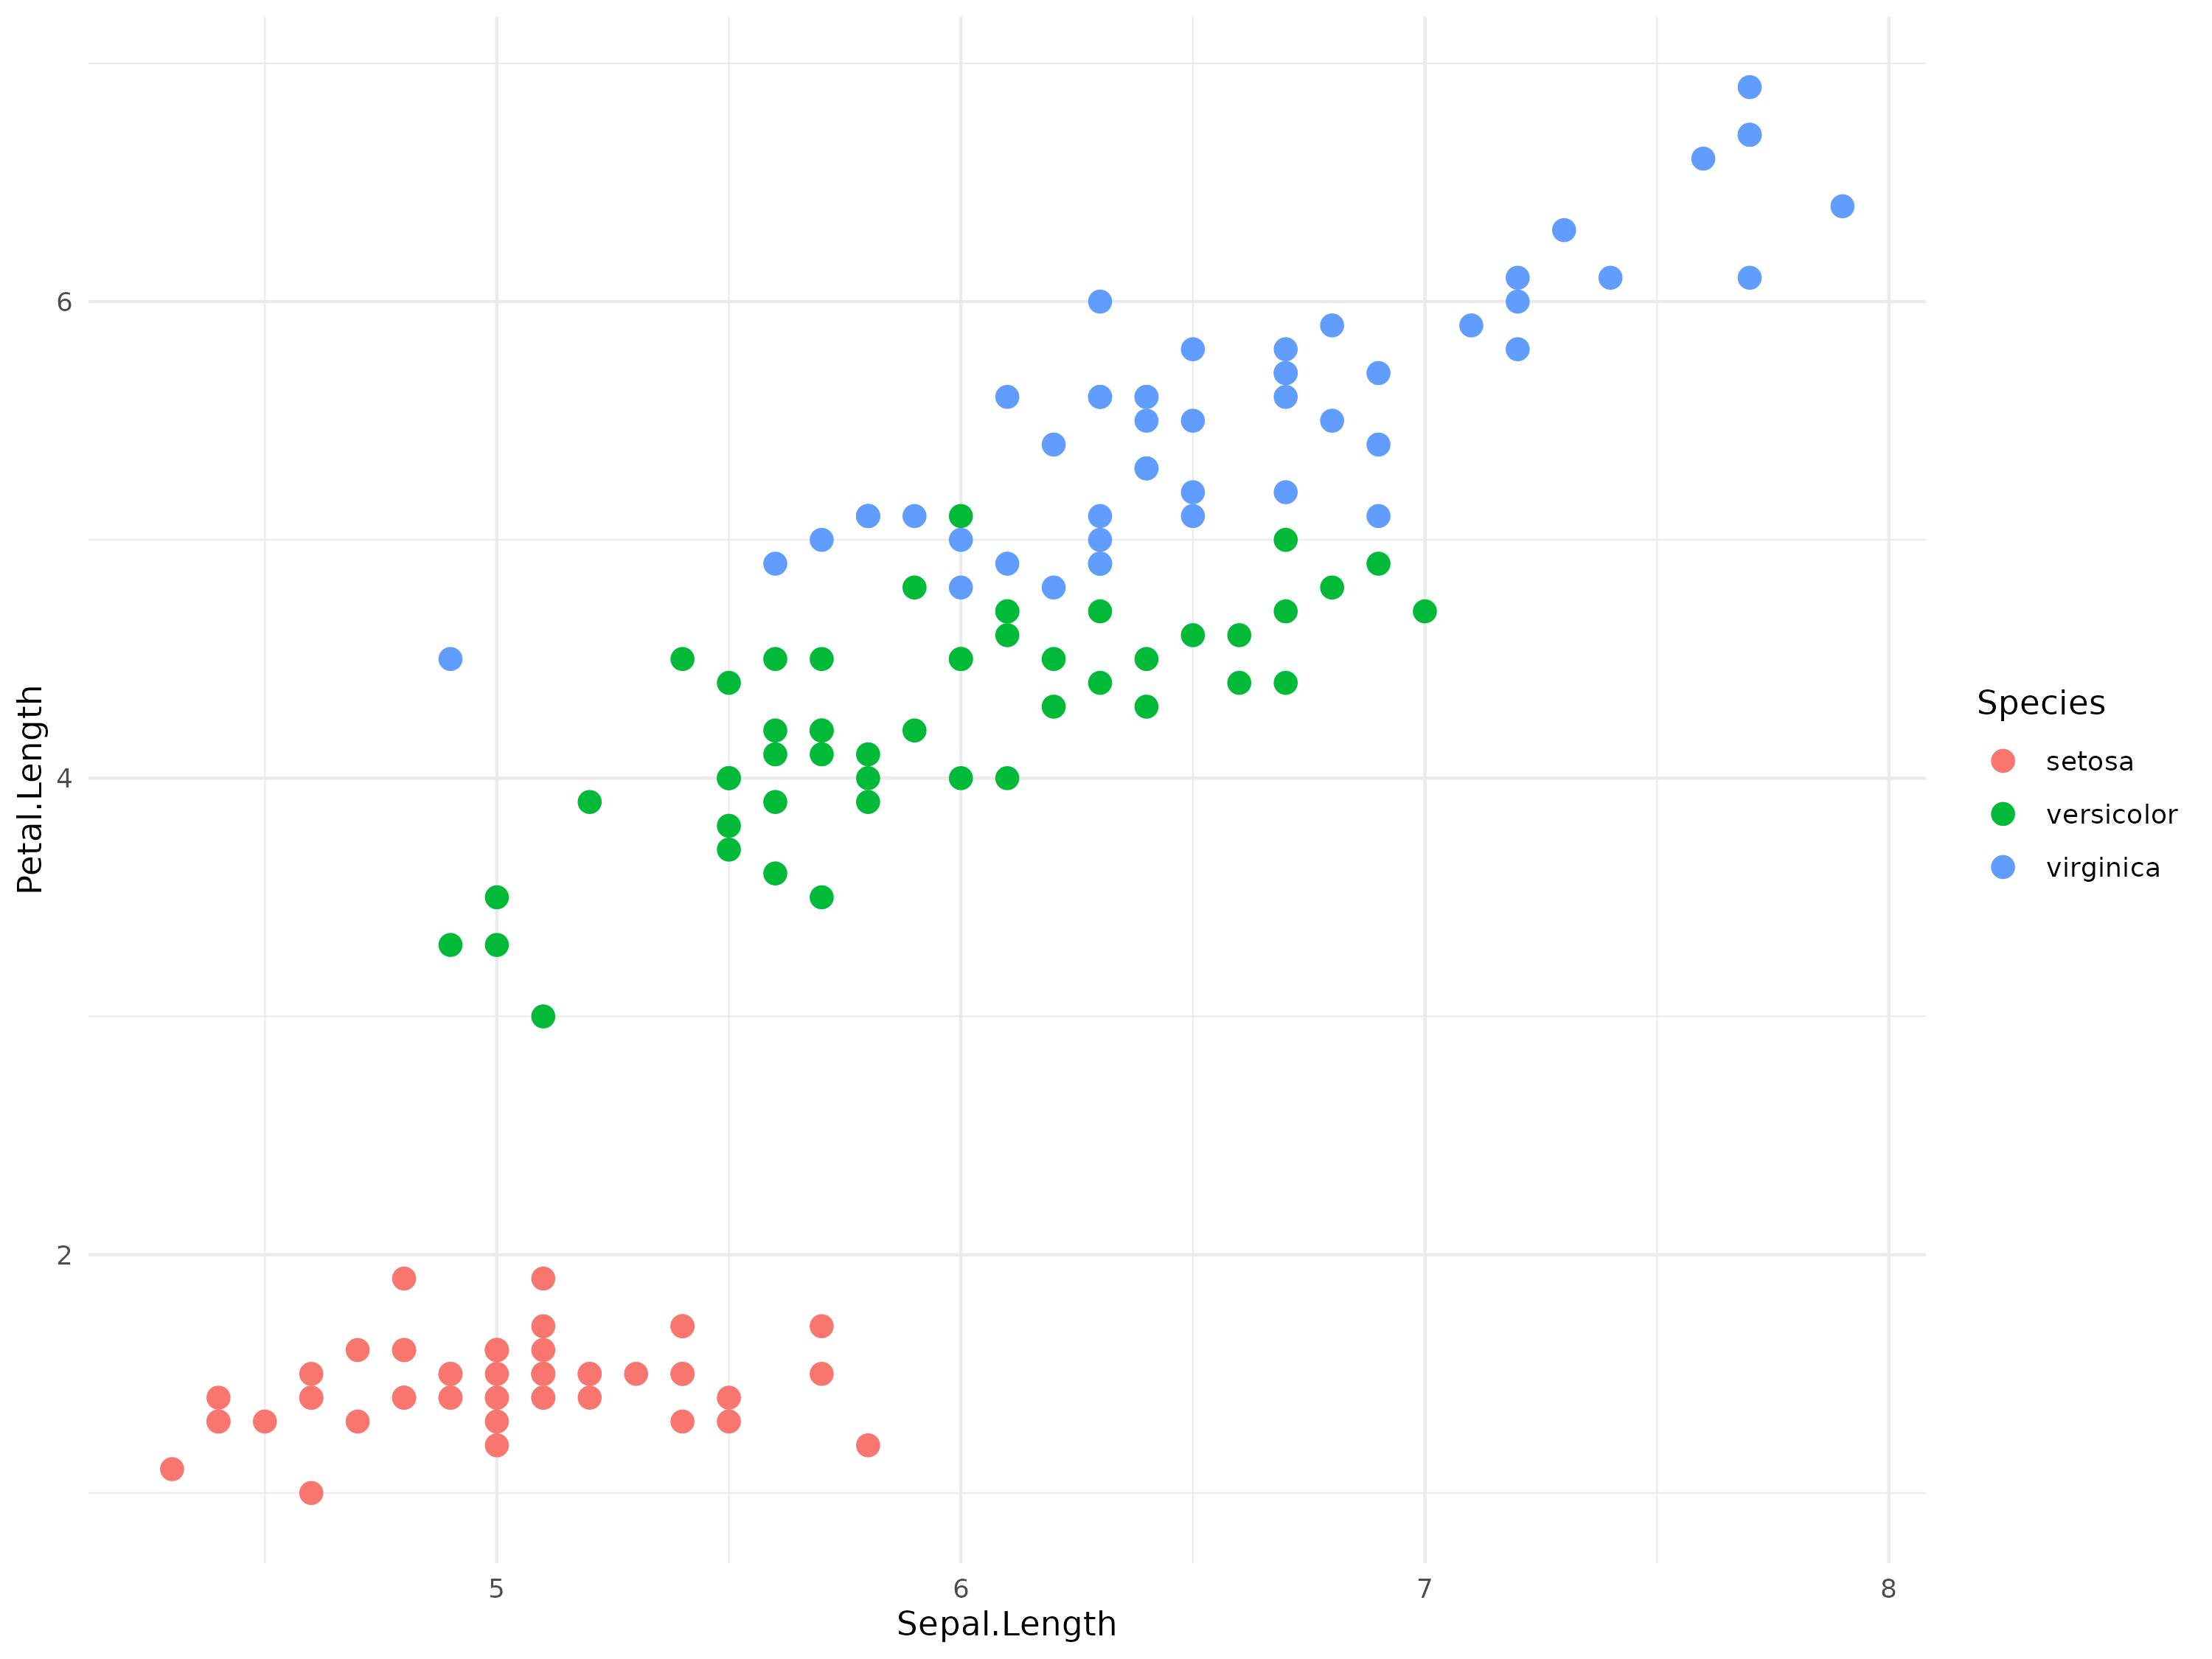 Petal.Length
6
4
2
5 6 7 8
Sepal.Length
Species
setosa
versicolor
virginica